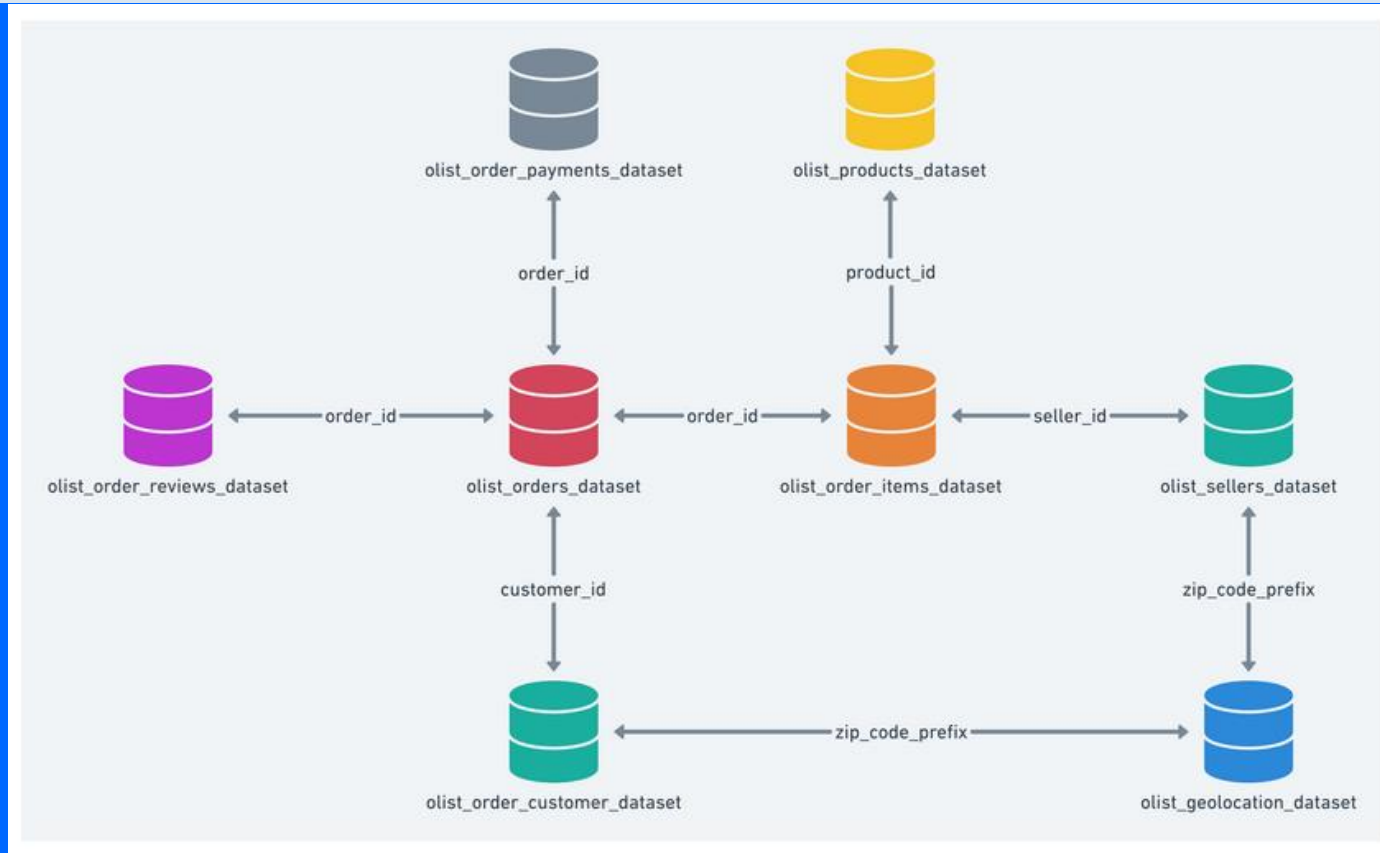 olist_order_payments_dataset
olist_products_dataset
order_id
product_id
order_id
order_id
seller_id
olist_order_reviews_dataset
olist_orders_dataset
olist_order_items_dataset
olist_sellers_dataset
customer_id
zip_code_prefix
zip_code_prefix
olist_order_customer_dataset
olist_geolocation_dataset